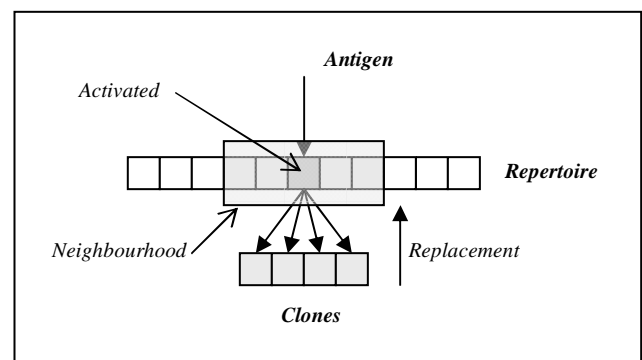 Antigen
Activated
Repertoire
Neighbourhood
Replacement
Clones